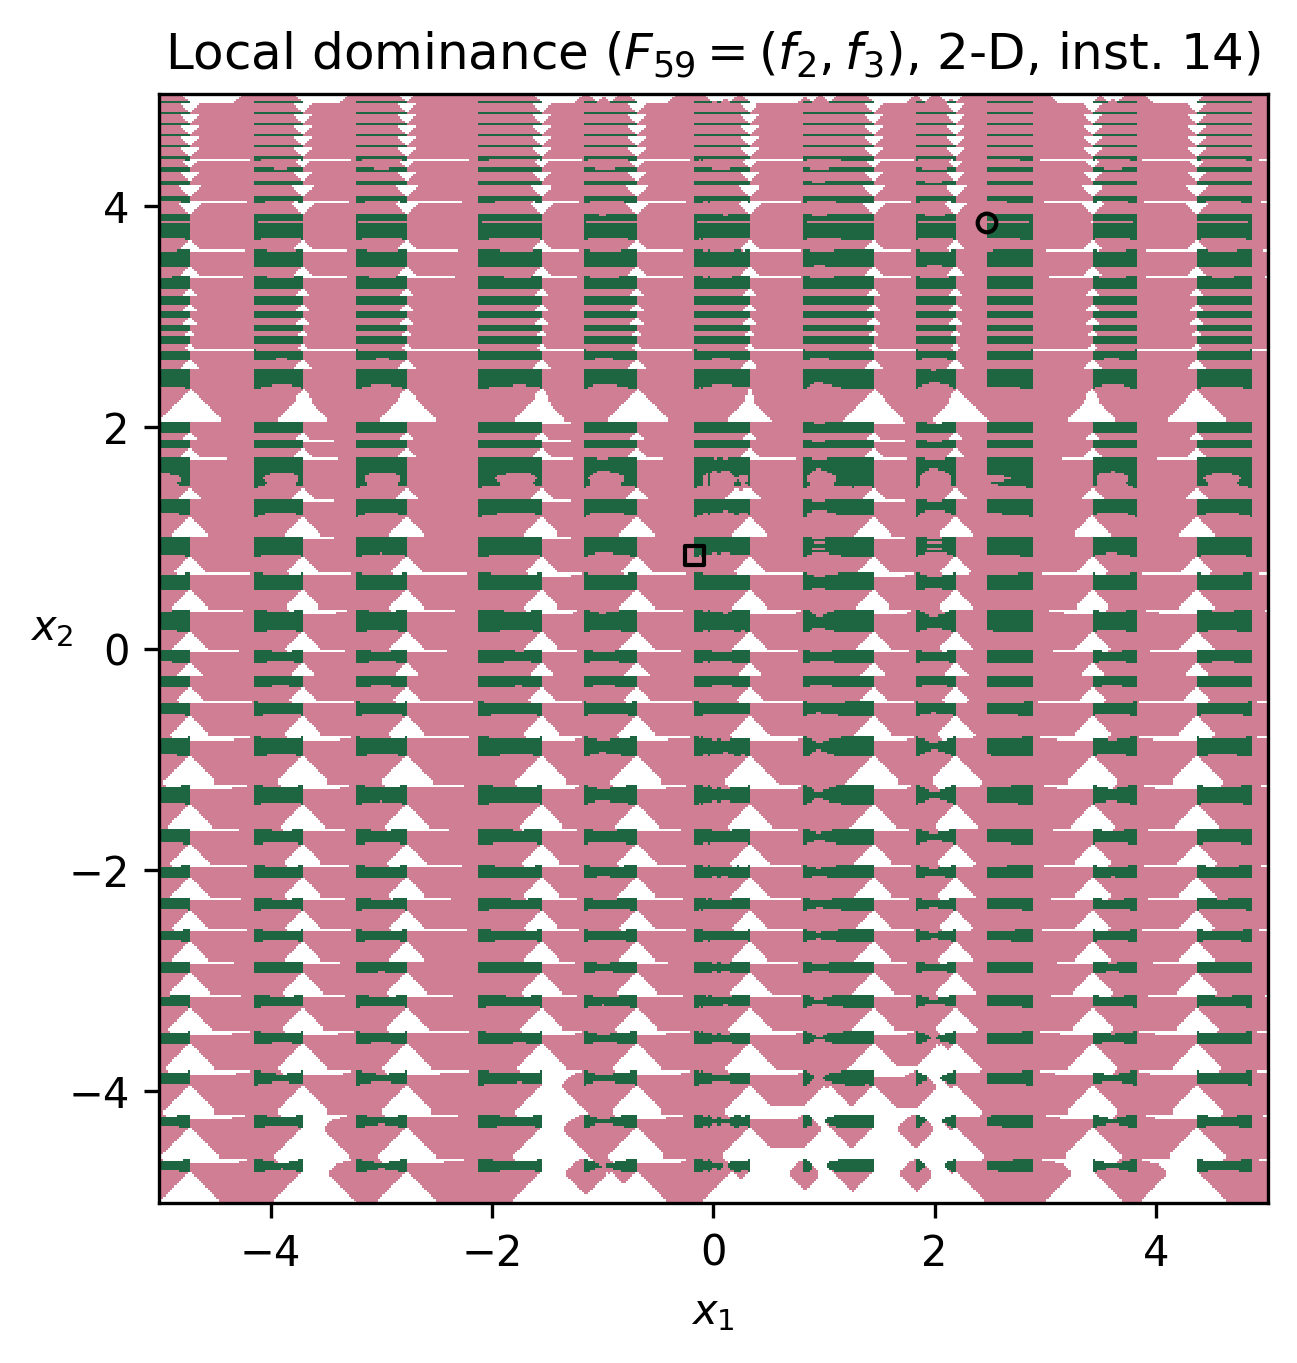 Local dominance (F₅₉ = (f₂, f₃), 2-D, inst. 14)
4
2
0
−2
−4
x₂
−4 −2 0 2 4
x₁